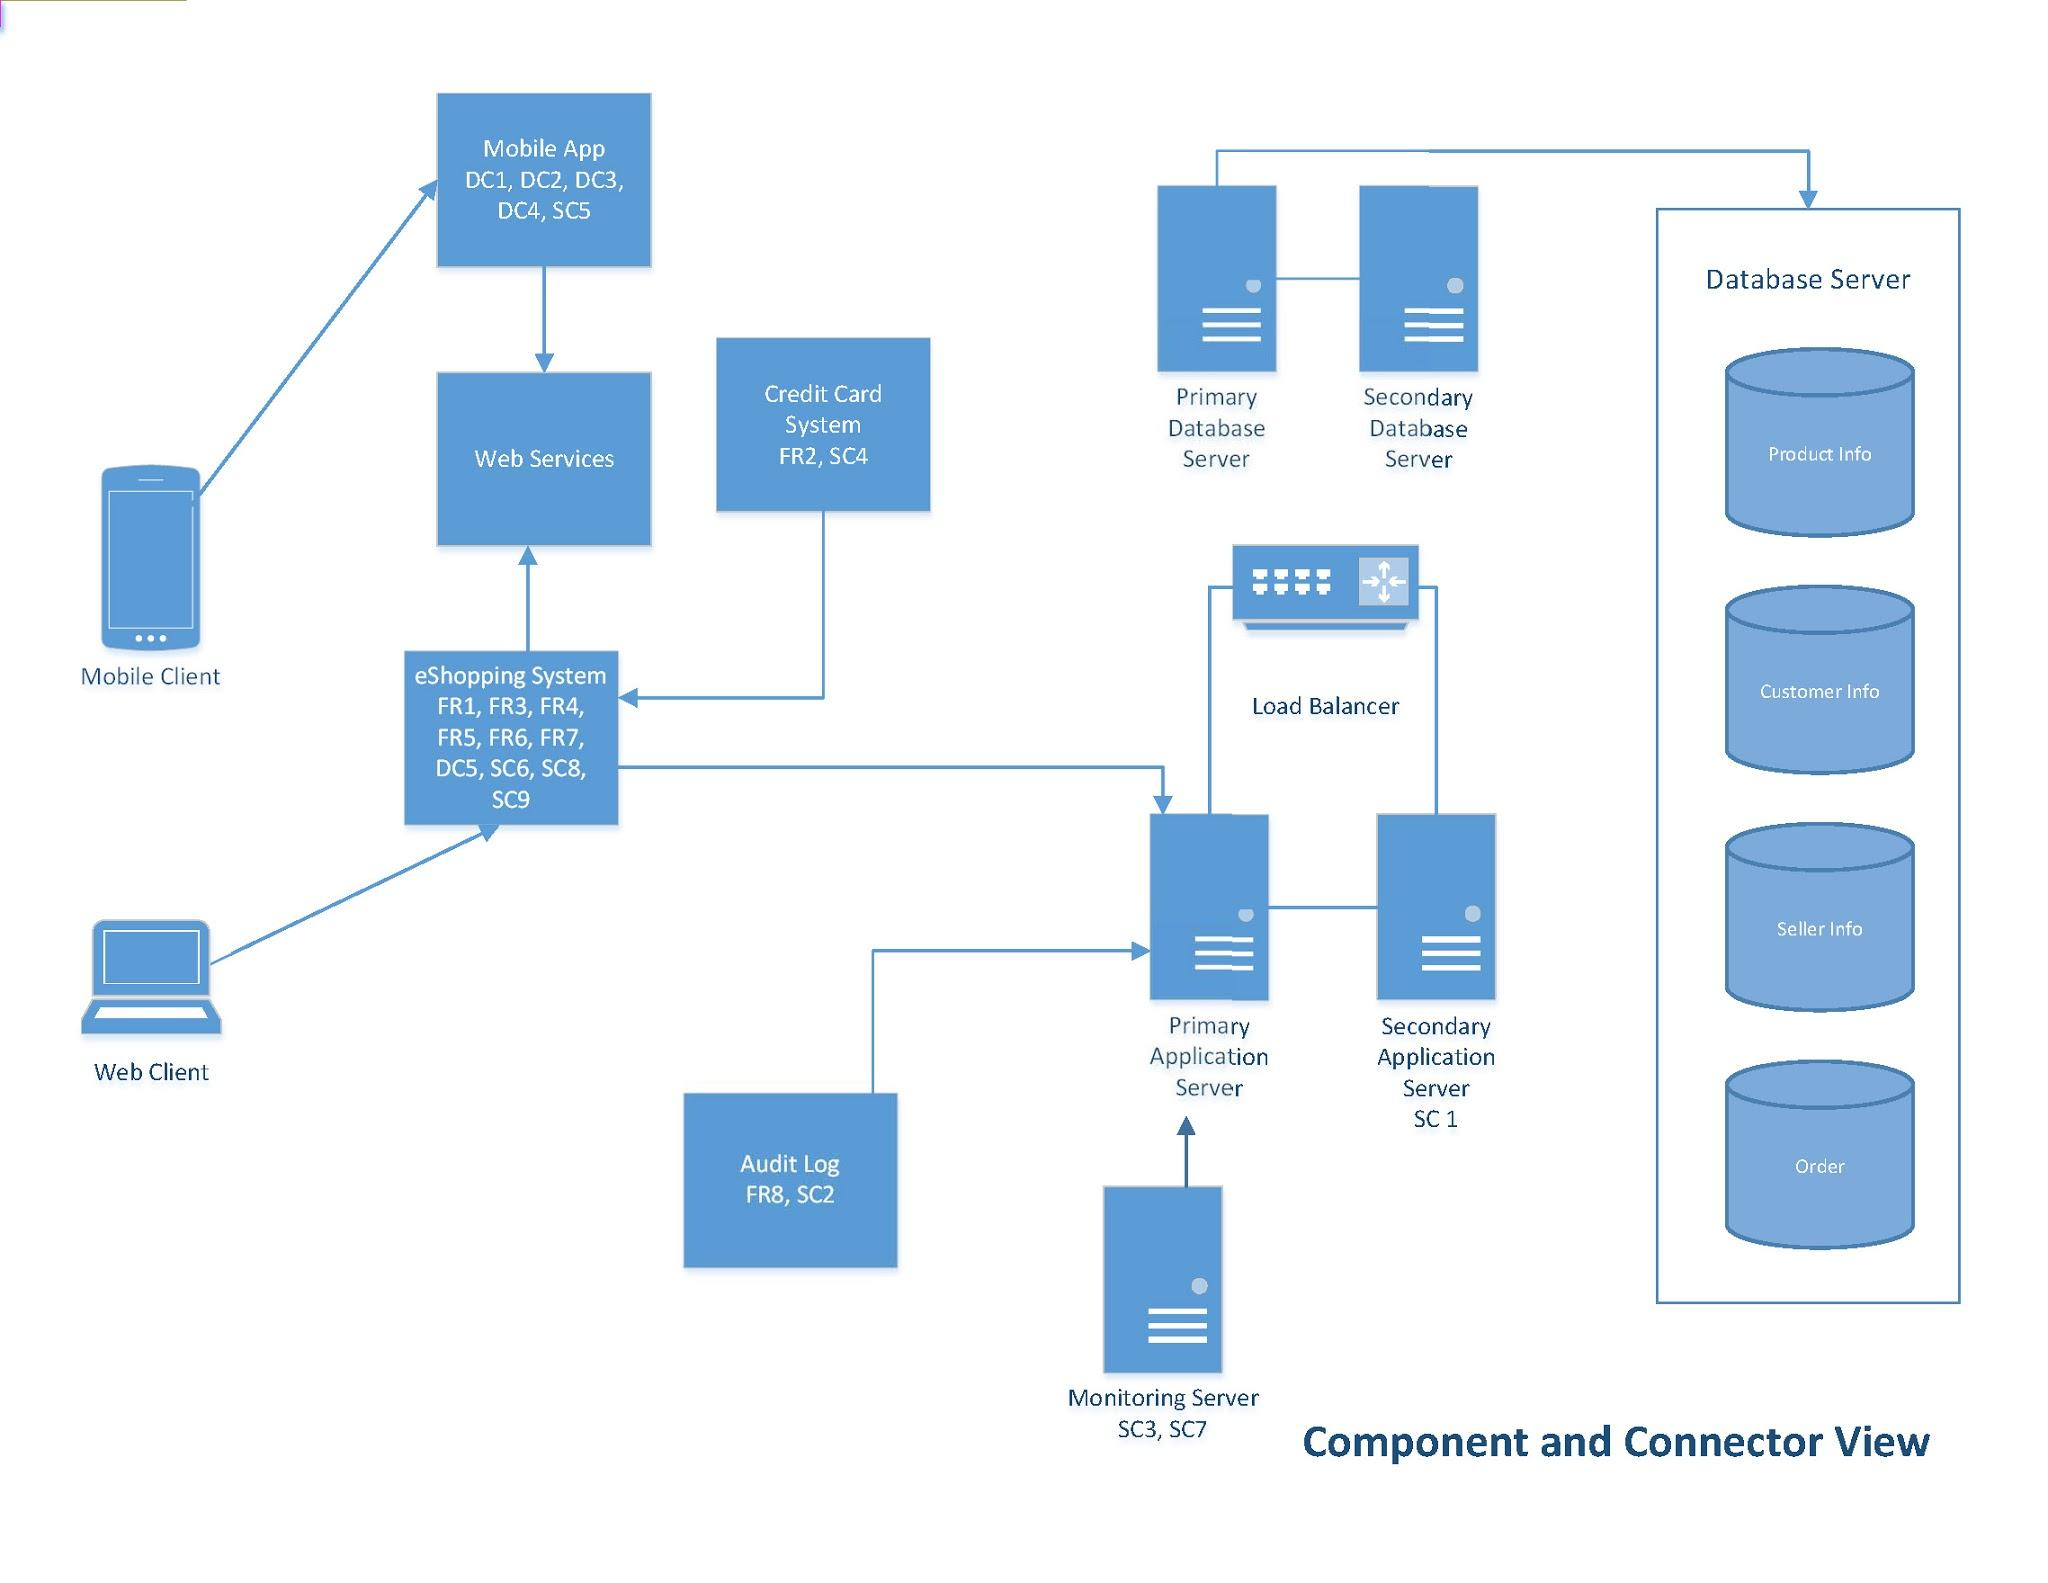 Mobile App
DC1, DC2, DC3,
DC4, SC5
Web Services
Credit Card
System
FR2, SC4
Mobile Client
eShopping System
FR1, FR3, FR4,
FR5, FR6, FR7,
DC5, SC6, SC8,
SC9
Web Client
Audit Log
FR8, SC2
Primary
Database
Server
Secondary
Database
Server
Load Balancer
Primary
Application
Server
Secondary
Application
Server
SC 1
Monitoring Server
SC3, SC7
Database Server
Product Info
Customer Info
Seller Info
Order
Component and Connector View